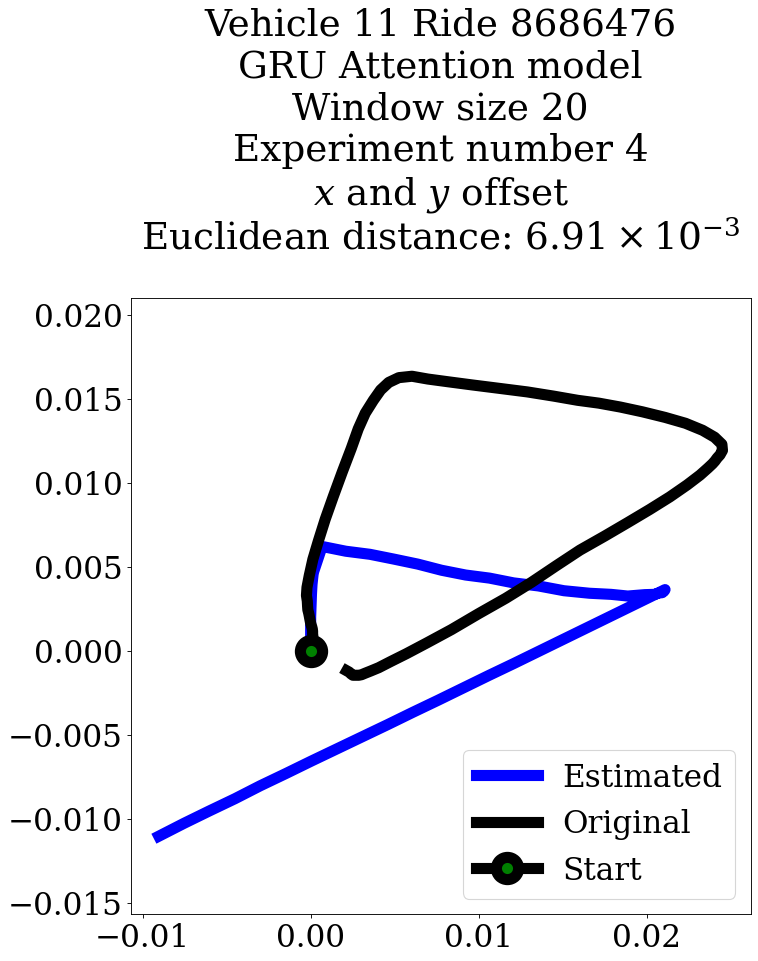 Vehicle 11 Ride 8686476
GRU Attention model
Window size 20
Experiment number 4
x and y offset
Euclidean distance: 6.91 × 10⁻³
0.020
0.015
0.010
0.005
0.000
−0.005
−0.010
−0.015
−0.01
0.00
0.01
0.02
Estimated
Original
Start